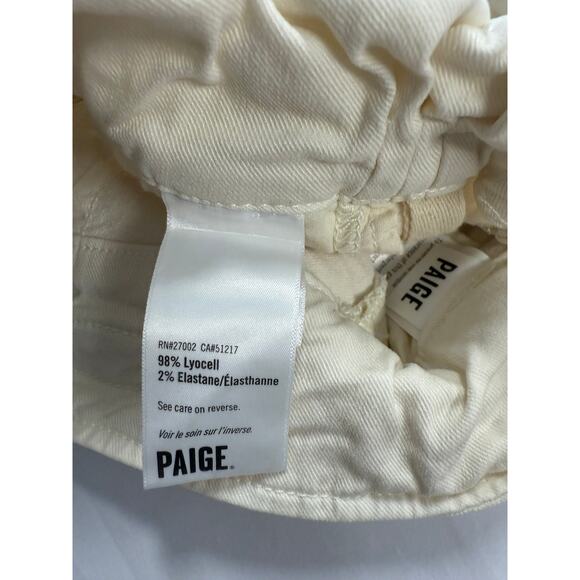 RN#27002 CA#51217
98% Lyocell
2% Elastane/Élasthanne
See care on reverse.
Voir le soin sur l'inverse.
PAIGE®
PAIGE